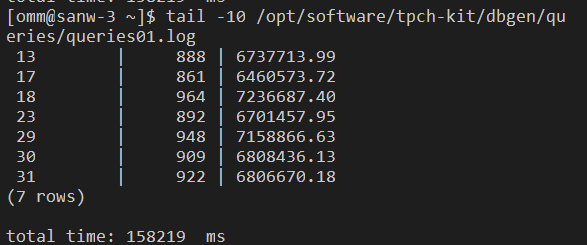 total time: 158219  ms
[omm@sanw-3 ~]$ tail -10 /opt/software/tpch-kit/dbgen/qu
eries/queries01.log
 13         |      888 | 6737713.99
 17         |      861 | 6460573.72
 18         |      964 | 7236687.40
 23         |      892 | 6701457.95
 29         |      948 | 7158866.63
 30         |      909 | 6808436.13
 31         |      922 | 6806670.18
(7 rows)

total time: 158219  ms